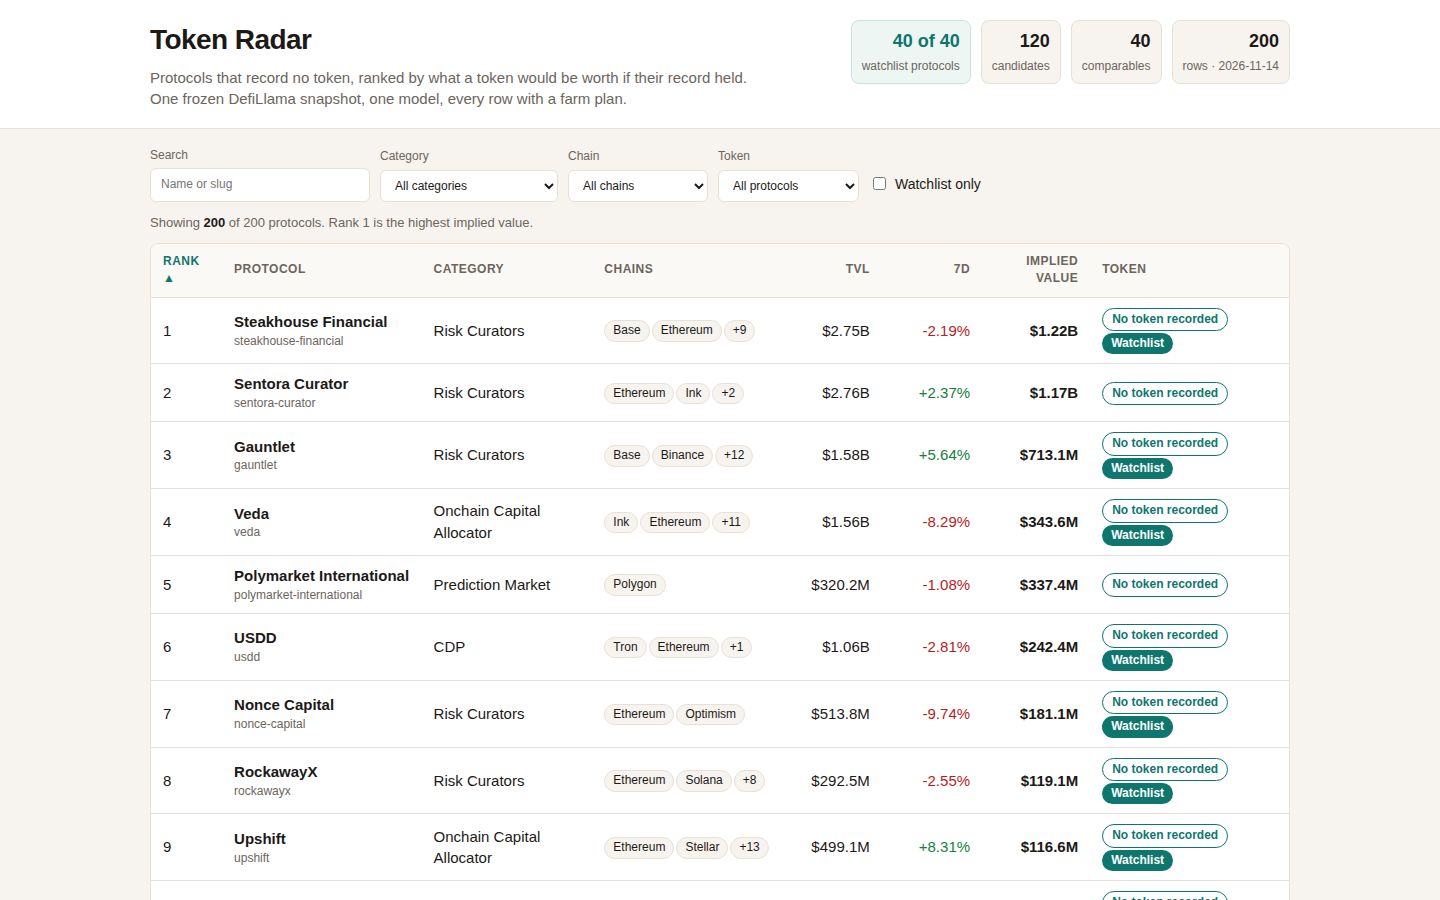 Token Radar
Protocols that record no token, ranked by what a token would be worth if their record held.
One frozen DefiLlama snapshot, one model, every row with a farm plan.
40 of 40
watchlist protocols
120
candidates
40
comparables
200
rows · 2026-11-14
Search
Name or slug
Category
All categories
Chain
All chains
Token
All protocols
Watchlist only
Showing 200 of 200 protocols. Rank 1 is the highest implied value.
RANK ▲ PROTOCOL CATEGORY CHAINS TVL 7D IMPLIED VALUE TOKEN
1 Steakhouse Financial Risk Curators Base Ethereum +9 $2.75B -2.19% $1.22B No token recorded
steakhouse-financial Watchlist
2 Sentora Curator Risk Curators Ethereum Ink +2 $2.76B +2.37% $1.17B No token recorded
sentora-curator
3 Gauntlet Risk Curators Base Binance +12 $1.58B +5.64% $713.1M No token recorded
gauntlet Watchlist
4 Veda Onchain Capital Allocator Ink Ethereum +11 $1.56B -8.29% $343.6M No token recorded
veda Watchlist
5 Polymarket International Prediction Market Polygon $320.2M -1.08% $337.4M No token recorded
polymarket-international
6 USDD CDP Tron Ethereum +1 $1.06B -2.81% $242.4M No token recorded
usdd Watchlist
7 Nonce Capital Risk Curators Ethereum Optimism $513.8M -9.74% $181.1M No token recorded
nonce-capital Watchlist
8 RockawayX Risk Curators Ethereum Solana +8 $292.5M -2.55% $119.1M No token recorded
rockawayx Watchlist
9 Upshift Onchain Capital Allocator Ethereum Stellar +13 $499.1M +8.31% $116.6M No token recorded
upshift Watchlist